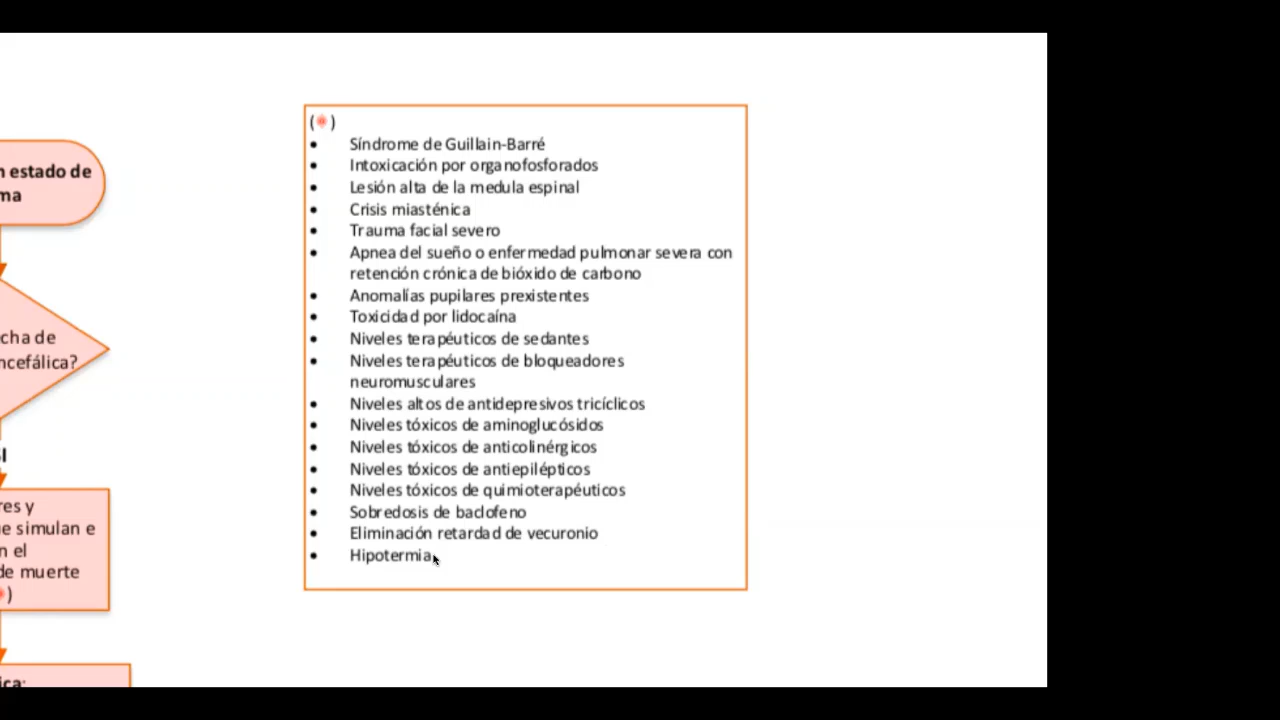 n estado de
ma
cha de
ncefálica?
SI
res y
e simulan e
n el
de muerte
)
ica:
( )
• Síndrome de Guillain-Barré
• Intoxicación por organofosforados
• Lesión alta de la medula espinal
• Crisis miasténica
• Trauma facial severo
• Apnea del sueño o enfermedad pulmonar severa con
retención crónica de bióxido de carbono
• Anomalías pupilares prexistentes
• Toxicidad por lidocaína
• Niveles terapéuticos de sedantes
• Niveles terapéuticos de bloqueadores
neuromusculares
• Niveles altos de antidepresivos tricíclicos
• Niveles tóxicos de aminoglucósidos
• Niveles tóxicos de anticolinérgicos
• Niveles tóxicos de antiepilépticos
• Niveles tóxicos de quimioterapéuticos
• Sobredosis de baclofeno
• Eliminación retardad de vecuronio
• Hipotermia